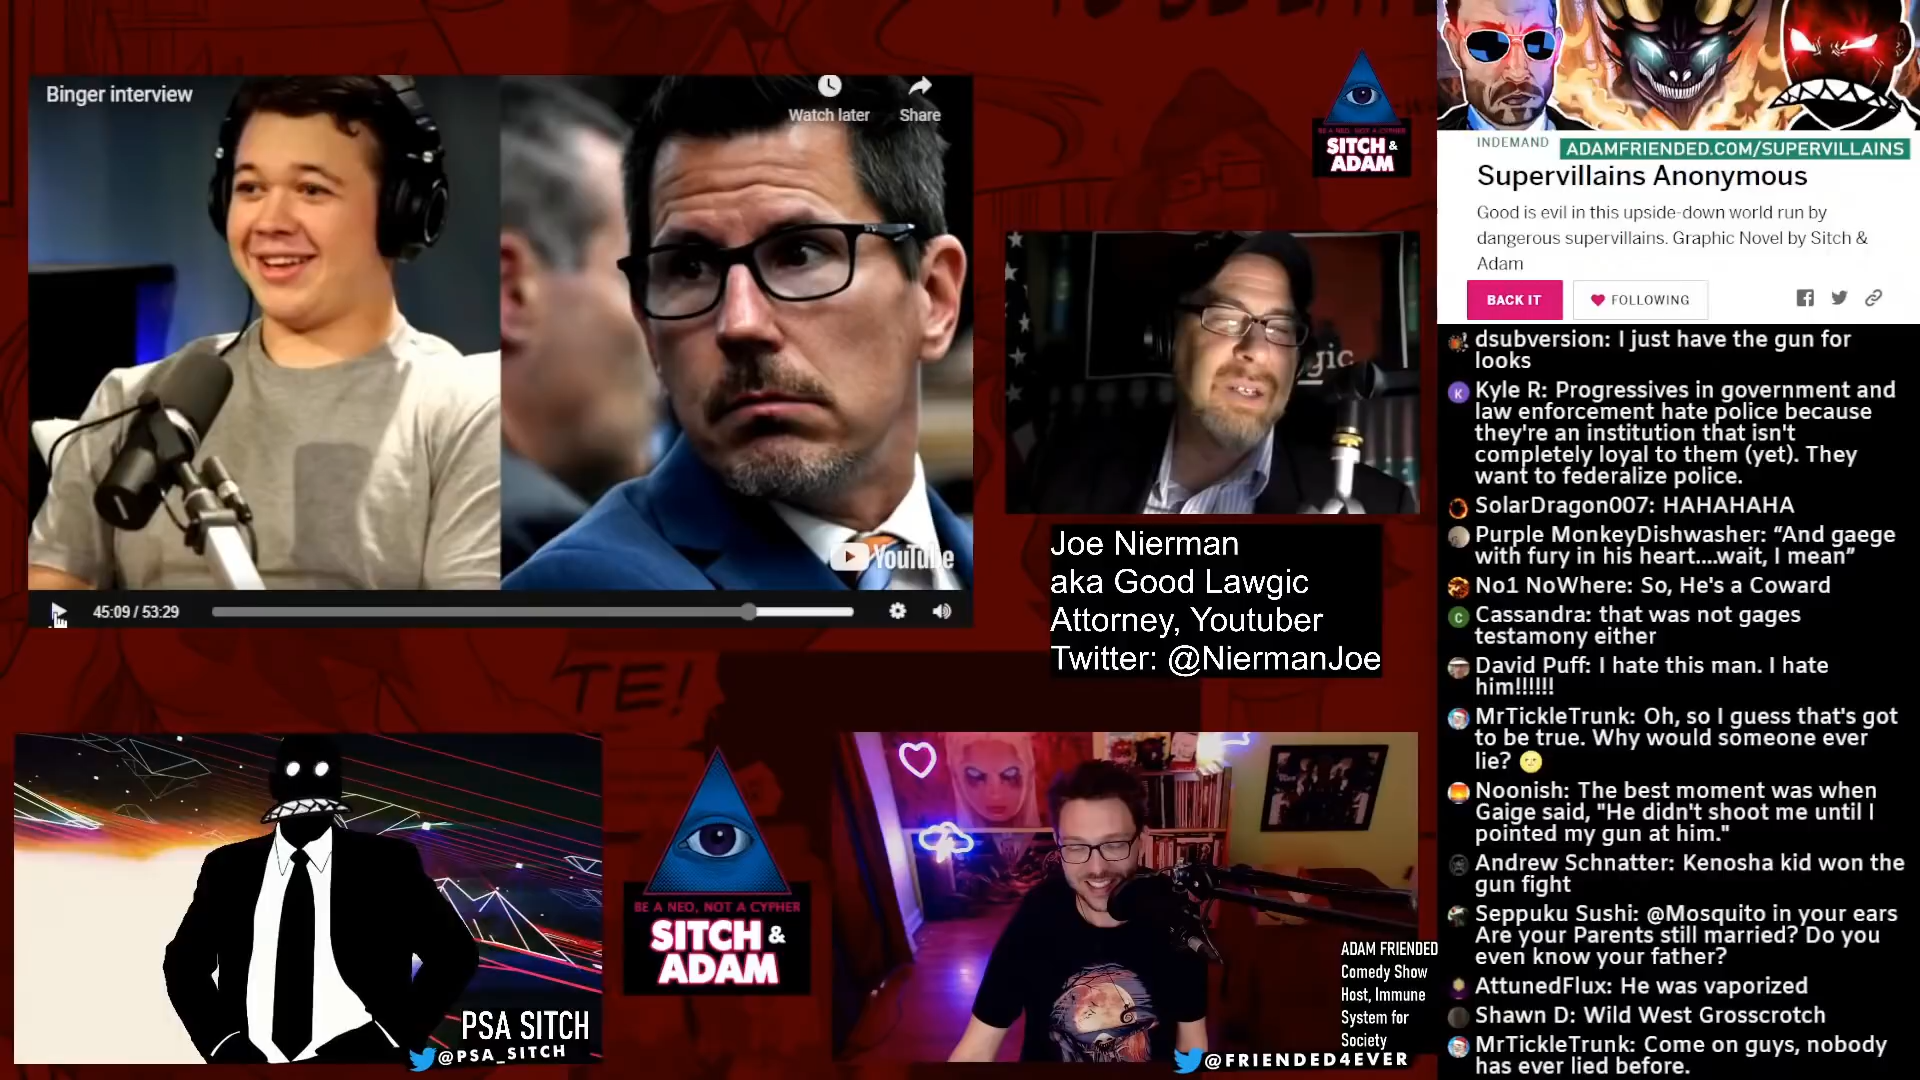 Binger interview
Watch later
Share
YouTube
45:09 / 53:29
BE A NEO, NOT A CYPHER
SITCH &
ADAM
gic
Joe Nierman
aka Good Lawgic
Attorney, Youtuber
Twitter: @NiermanJoe
TE!
PSA SITCH
@PSA_SITCH
BE A NEO, NOT A CYPHER
SITCH &
ADAM
ADAM FRIENDED
Comedy Show
Host, Immune
System for
Society
@FRIENDED4EVER
INDEMAND
ADAMFRIENDED.COM/SUPERVILLAINS
Supervillains Anonymous
Good is evil in this upside-down world run by
dangerous supervillains. Graphic Novel by Sitch &
Adam
BACK IT
FOLLOWING
dsubversion: I just have the gun for
looks
K
Kyle R: Progressives in government and
law enforcement hate police because
they're an institution that isn't
completely loyal to them (yet). They
want to federalize police.
SolarDragon007: HAHAHAHA
Purple MonkeyDishwasher: “And gaege
with fury in his heart....wait, I mean”
No1 NoWhere: So, He's a Coward
C
Cassandra: that was not gages
testamony either
David Puff: I hate this man. I hate
him!!!!!!
MrTickleTrunk: Oh, so I guess that's got
to be true. Why would someone ever
lie? 🌝
Noonish: The best moment was when
Gaige said, "He didn't shoot me until I
pointed my gun at him."
Andrew Schnatter: Kenosha kid won the
gun fight
Seppuku Sushi: @Mosquito in your ears
Are your Parents still married? Do you
even know your father?
AttunedFlux: He was vaporized
Shawn D: Wild West Grosscrotch
MrTickleTrunk: Come on guys, nobody
has ever lied before.